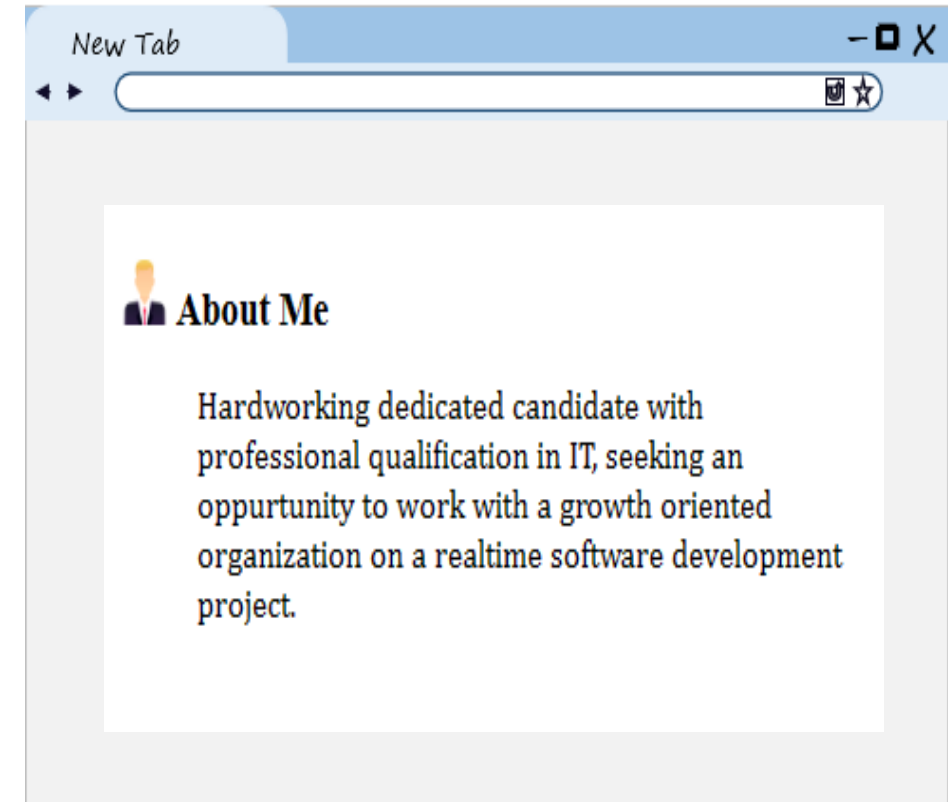 New Tab
About Me
Hardworking dedicated candidate with
professional qualification in IT, seeking an
oppurtunity to work with a growth oriented
organization on a realtime software development
project.